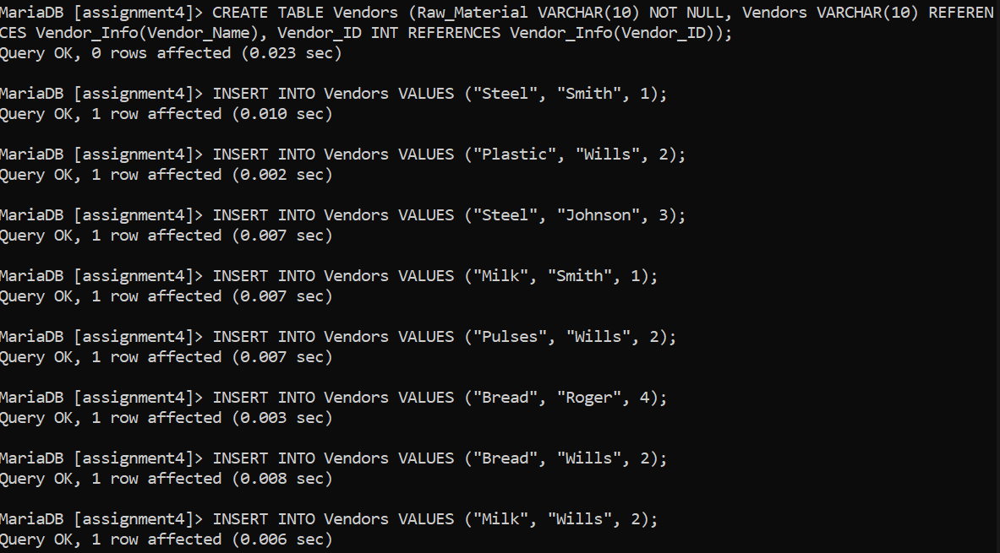 MariaDB [assignment4]> CREATE TABLE Vendors (Raw_Material VARCHAR(10) NOT NULL, Vendors VARCHAR(10) REFEREN
CES Vendor_Info(Vendor_Name), Vendor_ID INT REFERENCES Vendor_Info(Vendor_ID));
Query OK, 0 rows affected (0.023 sec)
MariaDB [assignment4]> INSERT INTO Vendors VALUES ("Steel", "Smith", 1);
Query OK, 1 row affected (0.010 sec)
MariaDB [assignment4]> INSERT INTO Vendors VALUES ("Plastic", "Wills", 2);
Query OK, 1 row affected (0.002 sec)
MariaDB [assignment4]> INSERT INTO Vendors VALUES ("Steel", "Johnson", 3);
Query OK, 1 row affected (0.007 sec)
MariaDB [assignment4]> INSERT INTO Vendors VALUES ("Milk", "Smith", 1);
Query OK, 1 row affected (0.007 sec)
MariaDB [assignment4]> INSERT INTO Vendors VALUES ("Pulses", "Wills", 2);
Query OK, 1 row affected (0.007 sec)
MariaDB [assignment4]> INSERT INTO Vendors VALUES ("Bread", "Roger", 4);
Query OK, 1 row affected (0.003 sec)
MariaDB [assignment4]> INSERT INTO Vendors VALUES ("Bread", "Wills", 2);
Query OK, 1 row affected (0.008 sec)
MariaDB [assignment4]> INSERT INTO Vendors VALUES ("Milk", "Wills", 2);
Query OK, 1 row affected (0.006 sec)